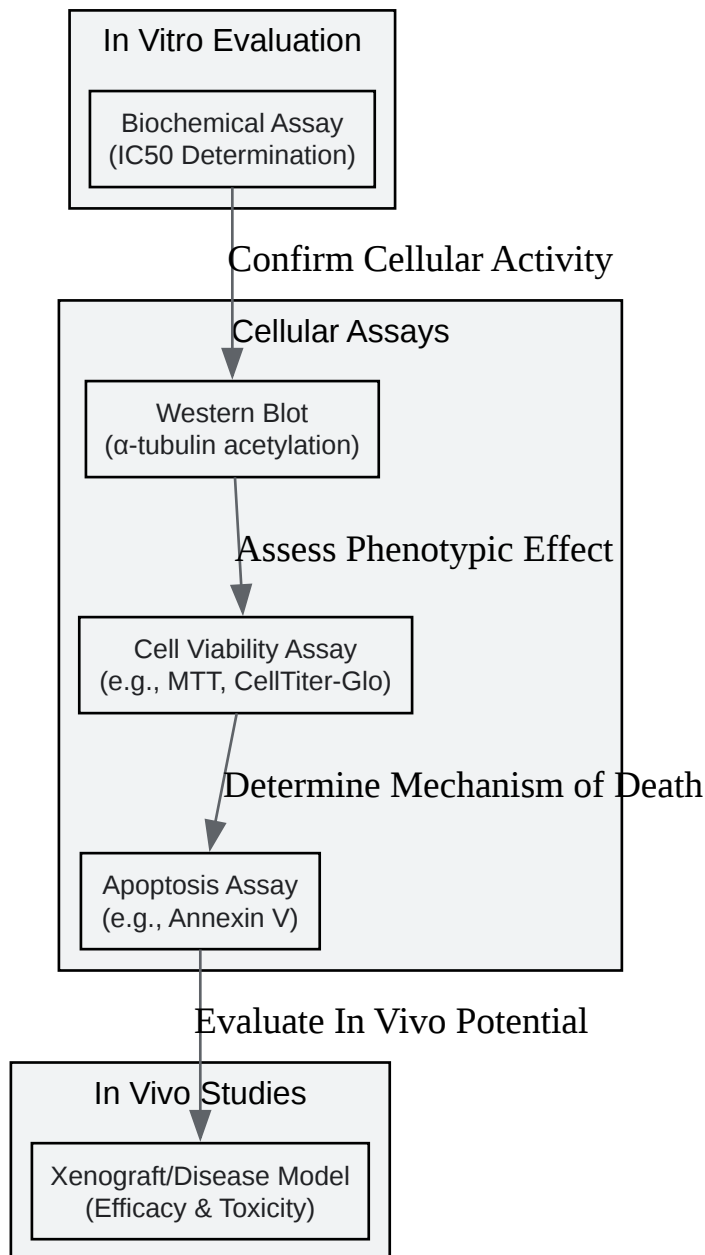 In Vitro Evaluation
Biochemical Assay
(IC50 Determination)
Confirm Cellular Activity
Cellular Assays
Western Blot
(α-tubulin acetylation)
Assess Phenotypic Effect
Cell Viability Assay
(e.g., MTT, CellTiter-Glo)
Determine Mechanism of Death
Apoptosis Assay
(e.g., Annexin V)
Evaluate In Vivo Potential
In Vivo Studies
Xenograft/Disease Model
(Efficacy & Toxicity)